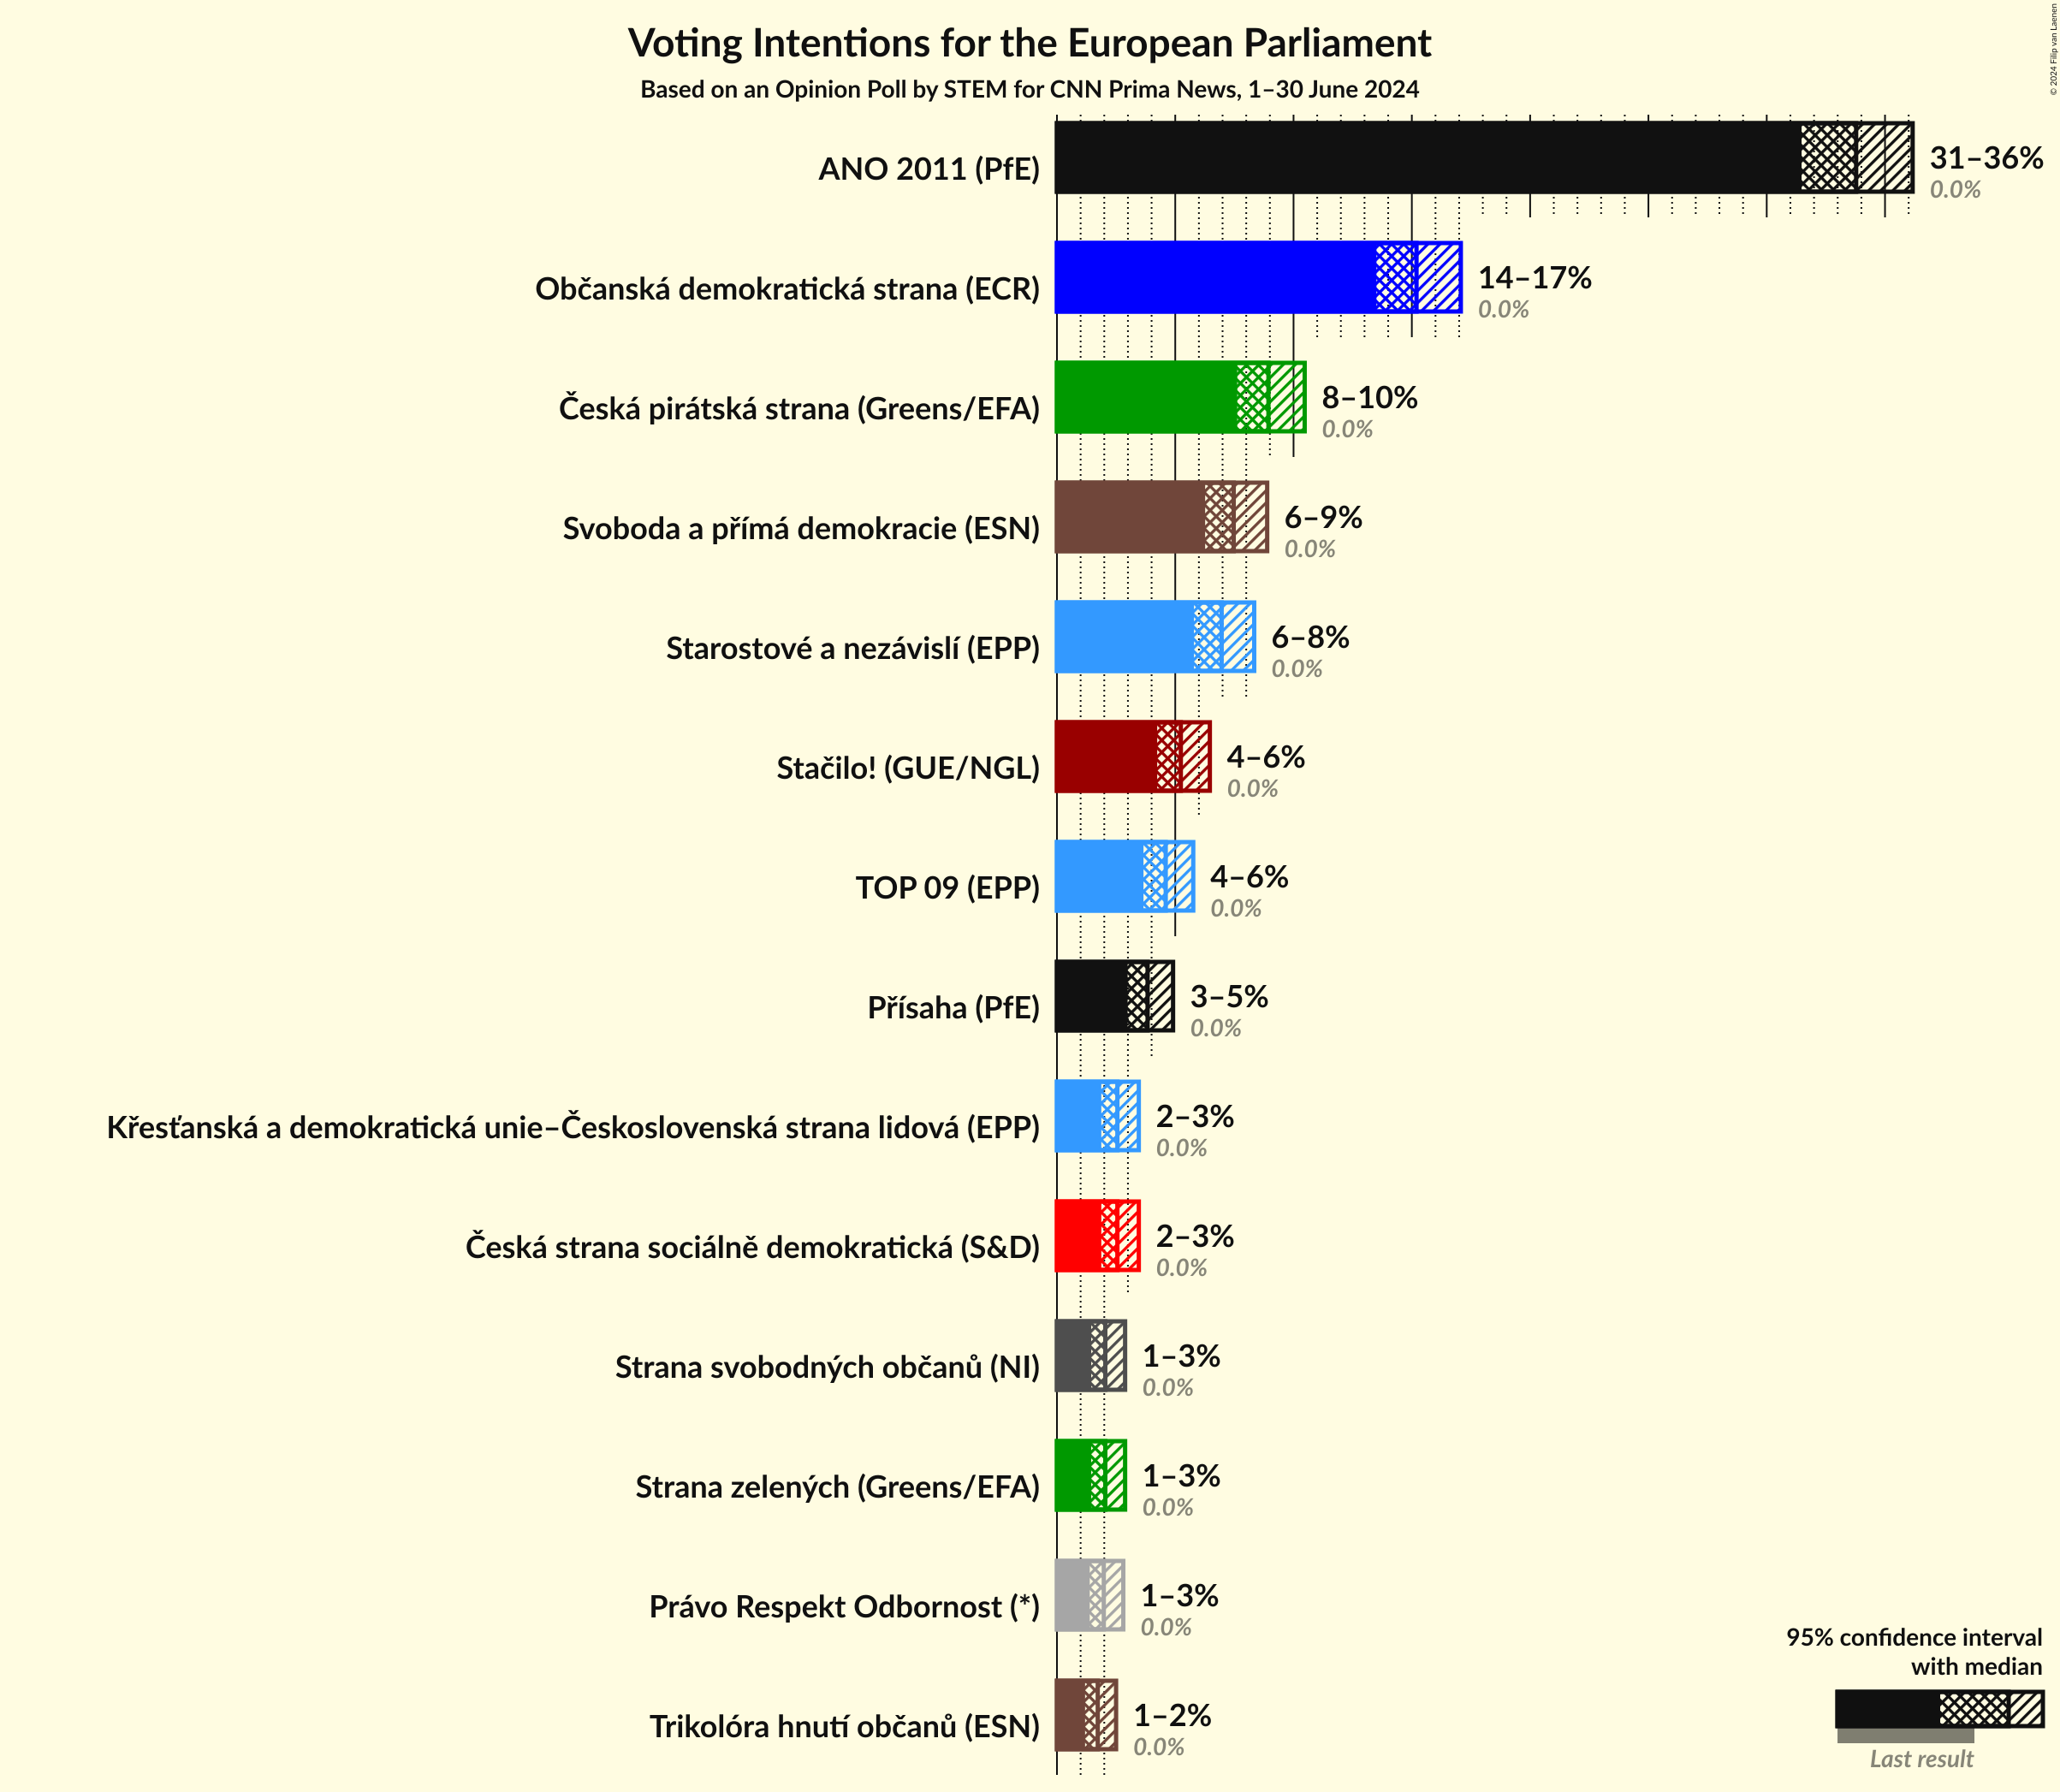 Voting Intentions for the European Parliament
Based on an Opinion Poll by STEM for CNN Prima News, 1–30 June 2024
© 2024 Filip van Laenen
ANO 2011 (PfE)
31–36%
0.0%
Občanská demokratická strana (ECR)
14–17%
0.0%
Česká pirátská strana (Greens/EFA)
8–10%
0.0%
Svoboda a přímá demokracie (ESN)
6–9%
0.0%
Starostové a nezávislí (EPP)
6–8%
0.0%
Stačilo! (GUE/NGL)
4–6%
0.0%
TOP 09 (EPP)
4–6%
0.0%
Přísaha (PfE)
3–5%
0.0%
Křesťanská a demokratická unie–Československá strana lidová (EPP)
2–3%
0.0%
Česká strana sociálně demokratická (S&D)
2–3%
0.0%
Strana svobodných občanů (NI)
1–3%
0.0%
Strana zelených (Greens/EFA)
1–3%
0.0%
Právo Respekt Odbornost (*)
1–3%
0.0%
Trikolóra hnutí občanů (ESN)
1–2%
0.0%
95% confidence interval
with median
Last result